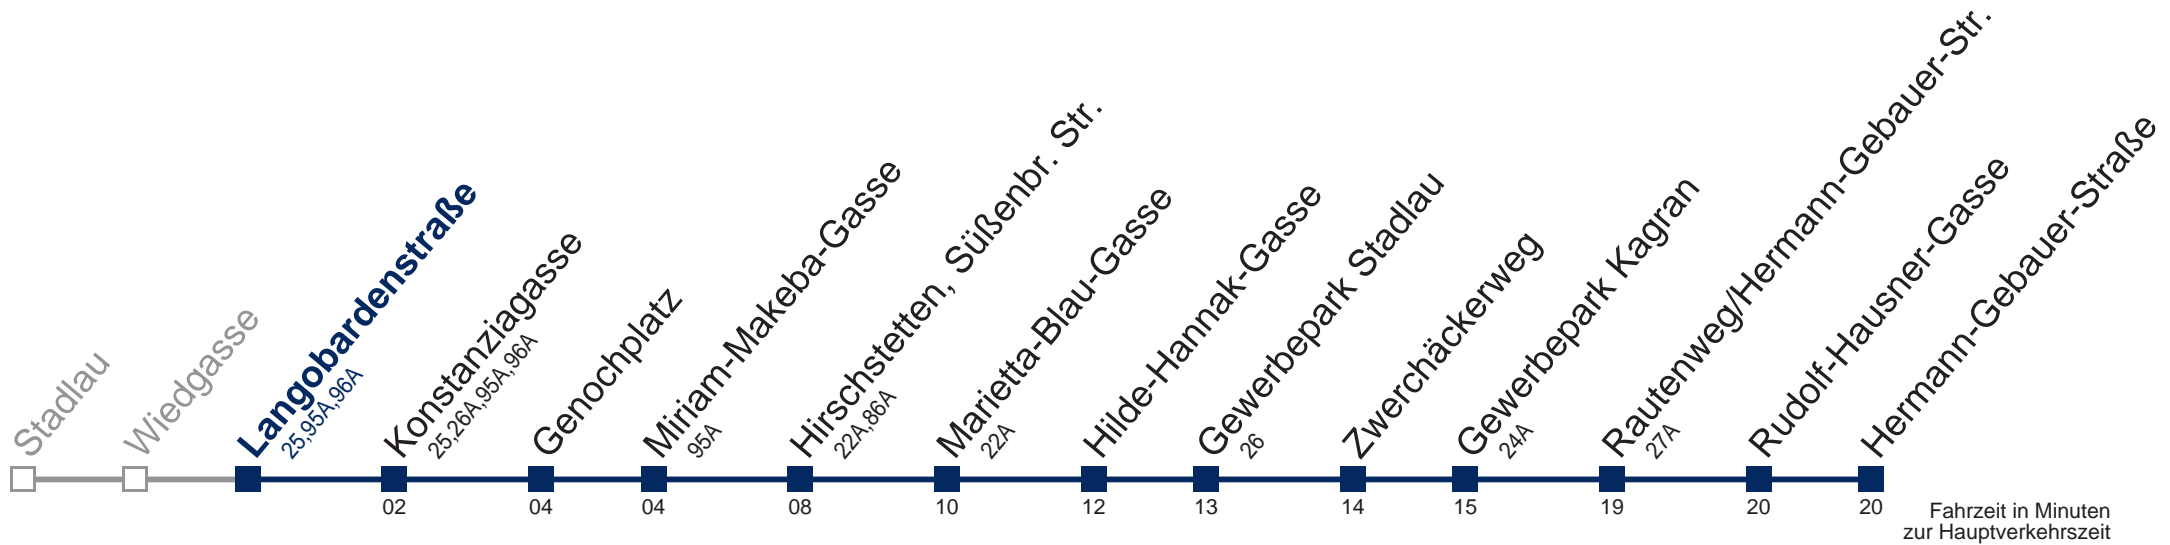 Stadlau
Wiedgasse
Langobardenstraße
25,95A,96A
Konstanziagasse
25,26A,95A,96A
Genochplatz
Miriam-Makeba-Gasse
95A
Hirschstetten, Süßenbr. Str.
22A,86A
Marietta-Blau-Gasse
22A
Hilde-Hannak-Gasse
Gewerbepark Stadlau
26
Zwerchäckerweg
Gewerbepark Kagran
24A
Rautenweg/Hermann-Gebauer-Str.
27A
Rudolf-Hausner-Gasse
Hermann-Gebauer-Straße
02 04 04 08 10 12 13 14 15 19 20 20
Fahrzeit in Minuten
zur Hauptverkehrszeit